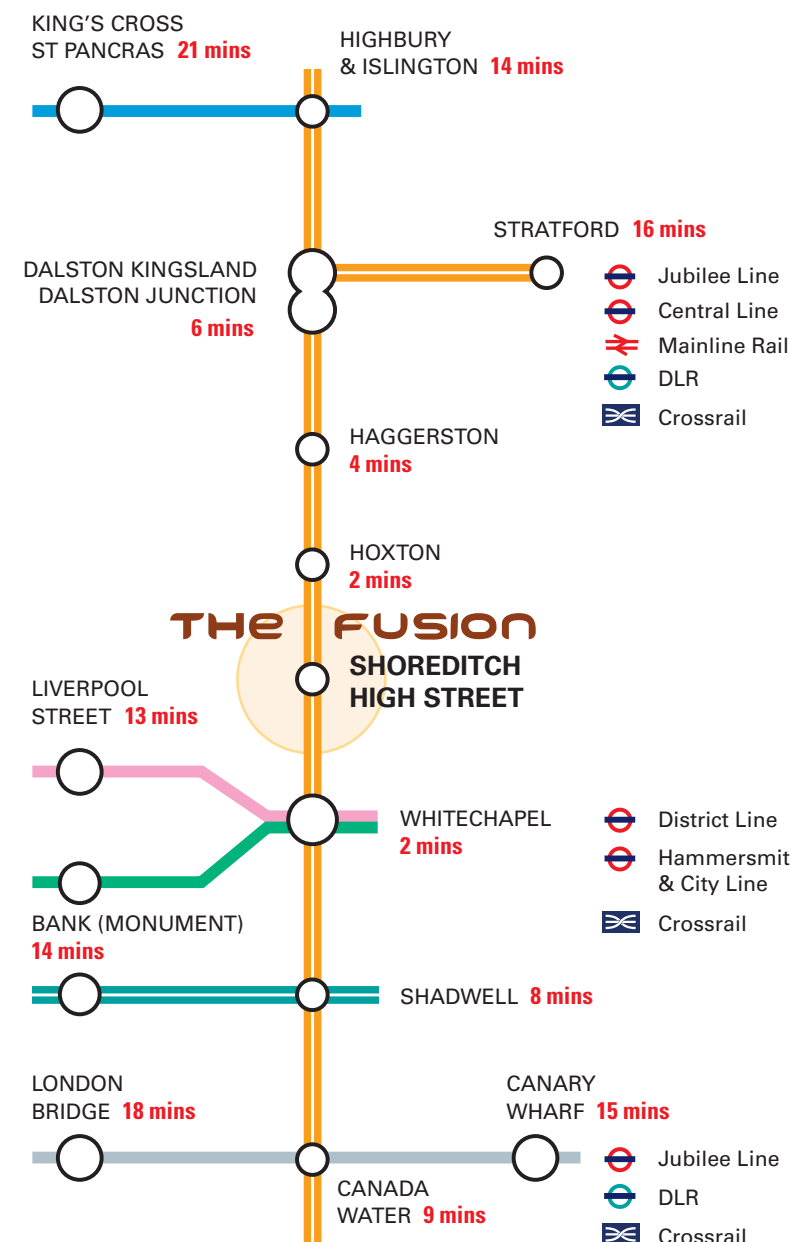 KING'S CROSS
ST PANCRAS 21 mins
HIGHBURY
& ISLINGTON 14 mins
STRATFORD 16 mins
Jubilee Line
Central Line
Mainline Rail
DLR
Crossrail
DALSTON KINGSLAND
DALSTON JUNCTION
6 mins
HAGGERSTON
4 mins
HOXTON
2 mins
THE FUSION
SHOREDITCH
HIGH STREET
LIVERPOOL
STREET 13 mins
WHITECHAPEL
2 mins
District Line
Hammersmit
& City Line
Crossrail
BANK (MONUMENT)
14 mins
SHADWELL 8 mins
LONDON
BRIDGE 18 mins
CANARY
WHARF 15 mins
Jubilee Line
DLR
Crossrail
CANADA
WATER 9 mins